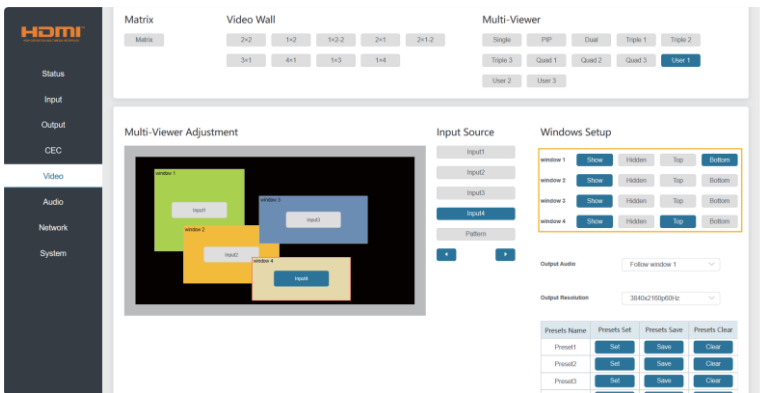 HDMI
Status
Input
Output
CEC
Video
Audio
Network
System
Matrix
Matrix
Video Wall
2×2 1×2 1×2-2 2×1 2×1-2
3×1 4×1 1×3 1×4
Multi-Viewer
Single PIP Dual Triple 1 Triple 2
Triple 3 Quad 1 Quad 2 Quad 3 User 1
User 2 User 3
Multi-Viewer Adjustment
window 1
Input1
window 3
Input3
window 2
Input2
window 4
Input4
Input Source
Input1
Input2
Input3
Input4
Pattern
Windows Setup
window 1 Show Hidden Top Bottom
window 2 Show Hidden Top Bottom
window 3 Show Hidden Top Bottom
window 4 Show Hidden Top Bottom
Output Audio Follow window 1
Output Resolution 3840x2160p60Hz
Presets Name Presets Set Presets Save Presets Clear
Preset1 Set Save Clear
Preset2 Set Save Clear
Preset3 Set Save Clear